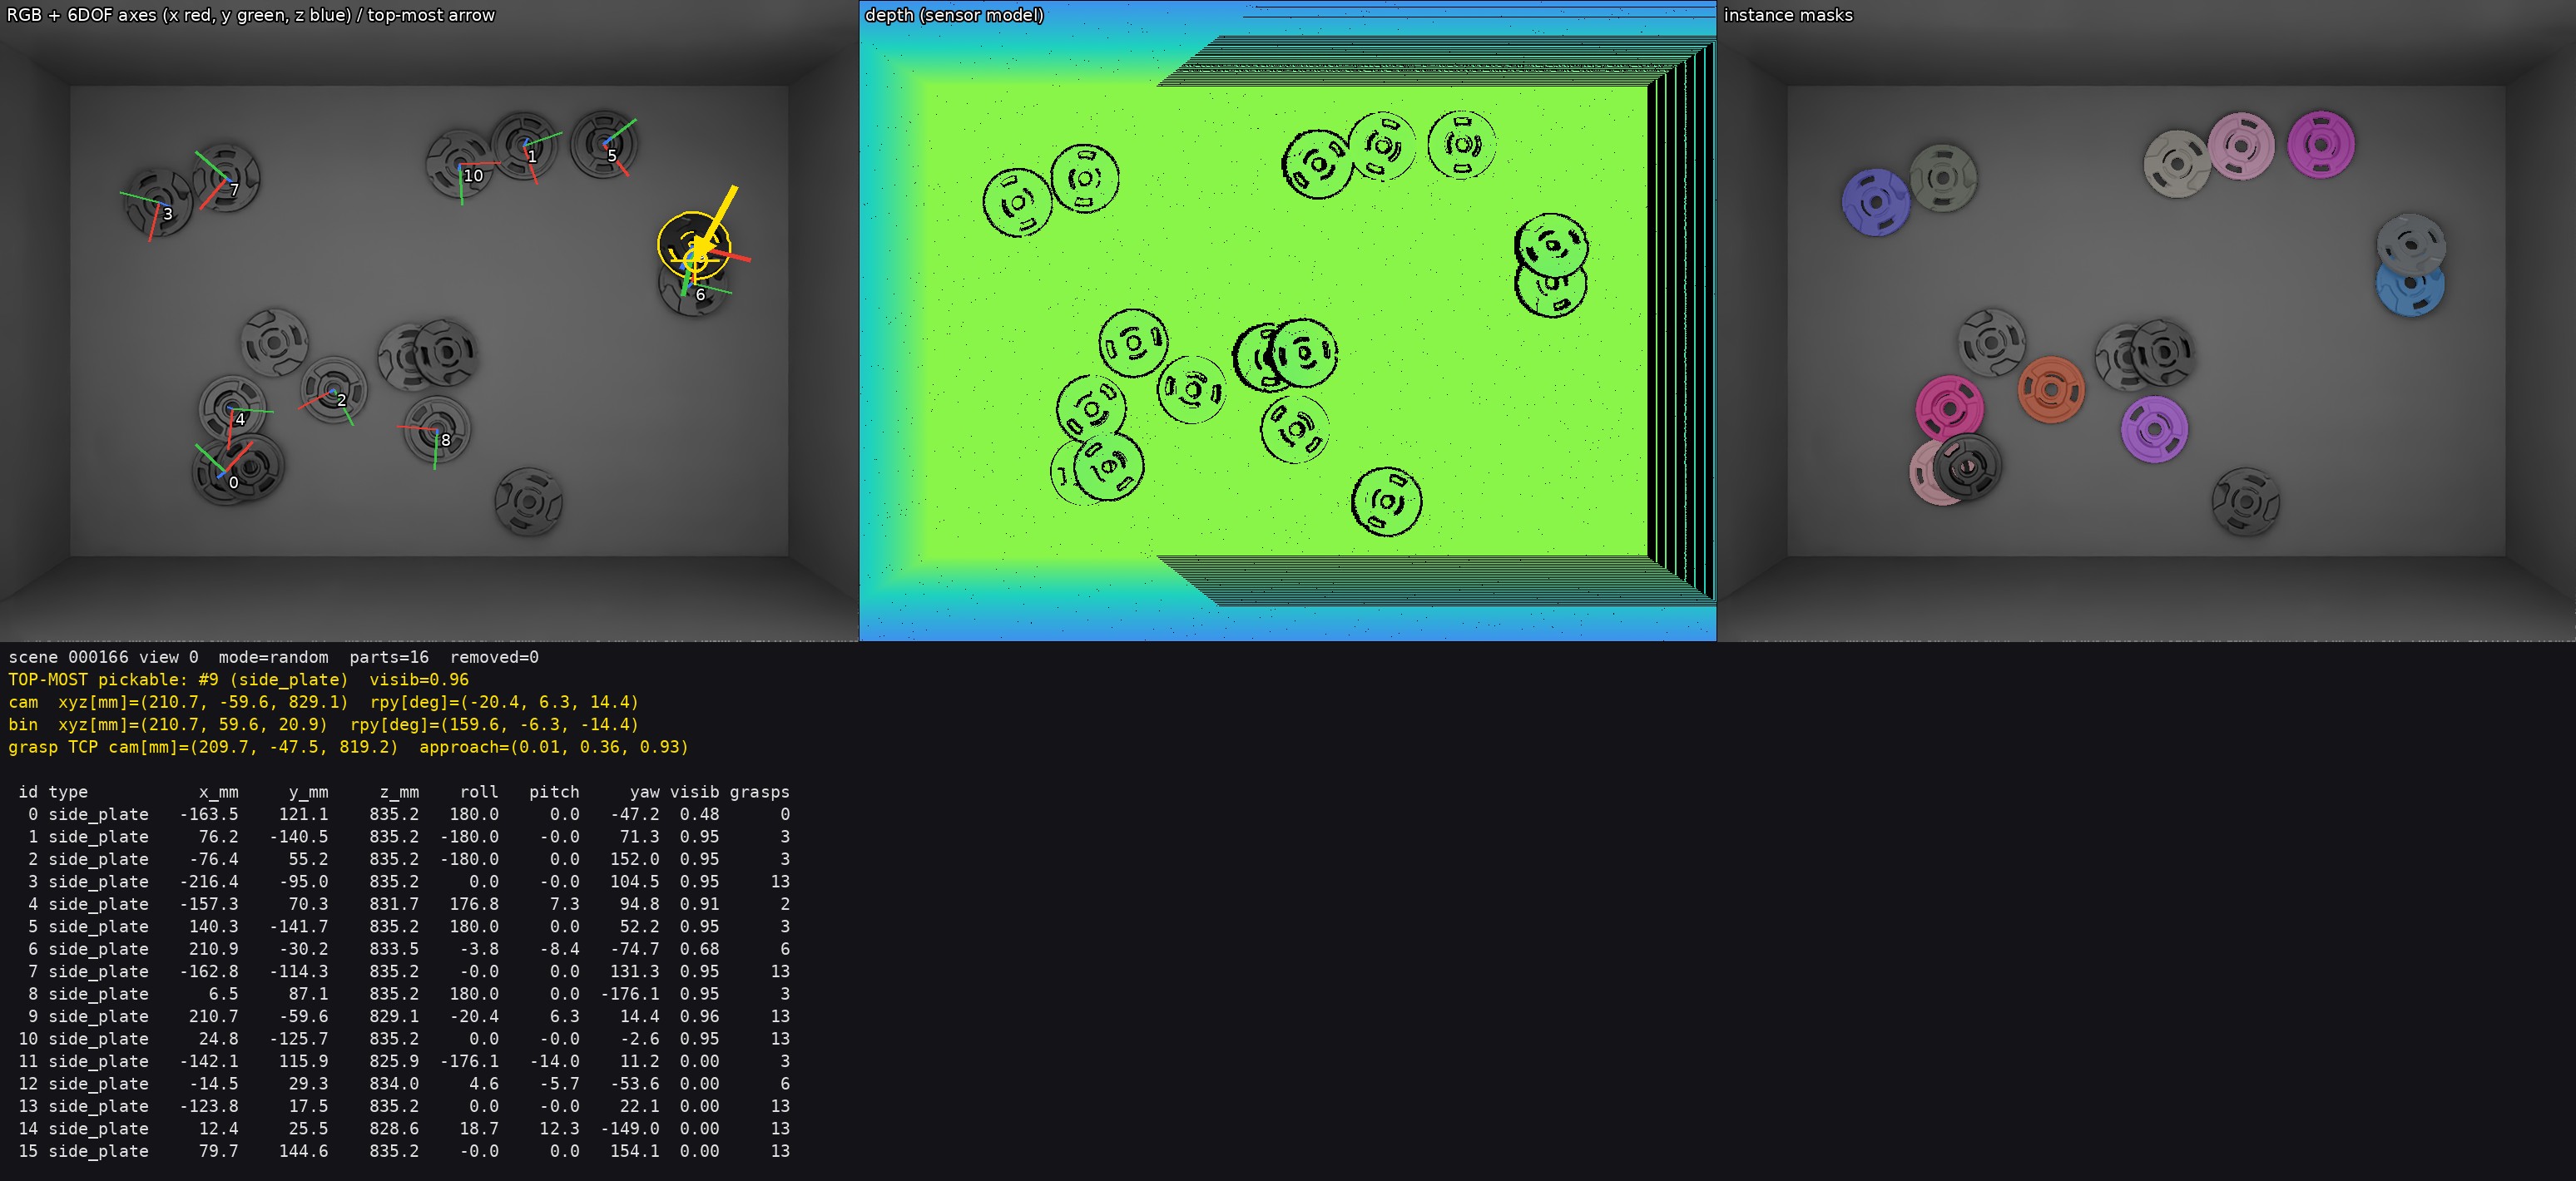 RGB + 6DOF axes (x red, y green, z blue) / top-most arrow
depth (sensor model)
instance masks
7
3
10
1
5
6
2
4
8
0
scene 000166 view 0  mode=random  parts=16  removed=0
TOP-MOST pickable: #9 (side_plate)  visib=0.96
cam  xyz[mm]=(210.7, -59.6, 829.1)  rpy[deg]=(-20.4, 6.3, 14.4)
bin  xyz[mm]=(210.7, 59.6, 20.9)  rpy[deg]=(159.6, -6.3, -14.4)
grasp TCP cam[mm]=(209.7, -47.5, 819.2)  approach=(0.01, 0.36, 0.93)
id type x_mm y_mm z_mm roll pitch yaw visib grasps
0 side_plate -163.5 121.1 835.2 180.0 0.0 -47.2 0.48 0
1 side_plate 76.2 -140.5 835.2 -180.0 -0.0 71.3 0.95 3
2 side_plate -76.4 55.2 835.2 -180.0 0.0 152.0 0.95 3
3 side_plate -216.4 -95.0 835.2 0.0 -0.0 104.5 0.95 13
4 side_plate -157.3 70.3 831.7 176.8 7.3 94.8 0.91 2
5 side_plate 140.3 -141.7 835.2 180.0 0.0 52.2 0.95 3
6 side_plate 210.9 -30.2 833.5 -3.8 -8.4 -74.7 0.68 6
7 side_plate -162.8 -114.3 835.2 -0.0 0.0 131.3 0.95 13
8 side_plate 6.5 87.1 835.2 180.0 0.0 -176.1 0.95 3
9 side_plate 210.7 -59.6 829.1 -20.4 6.3 14.4 0.96 13
10 side_plate 24.8 -125.7 835.2 0.0 -0.0 -2.6 0.95 13
11 side_plate -142.1 115.9 825.9 -176.1 -14.0 11.2 0.00 3
12 side_plate -14.5 29.3 834.0 4.6 -5.7 -53.6 0.00 6
13 side_plate -123.8 17.5 835.2 0.0 -0.0 22.1 0.00 13
14 side_plate 12.4 25.5 828.6 18.7 12.3 -149.0 0.00 13
15 side_plate 79.7 144.6 835.2 -0.0 0.0 154.1 0.00 13